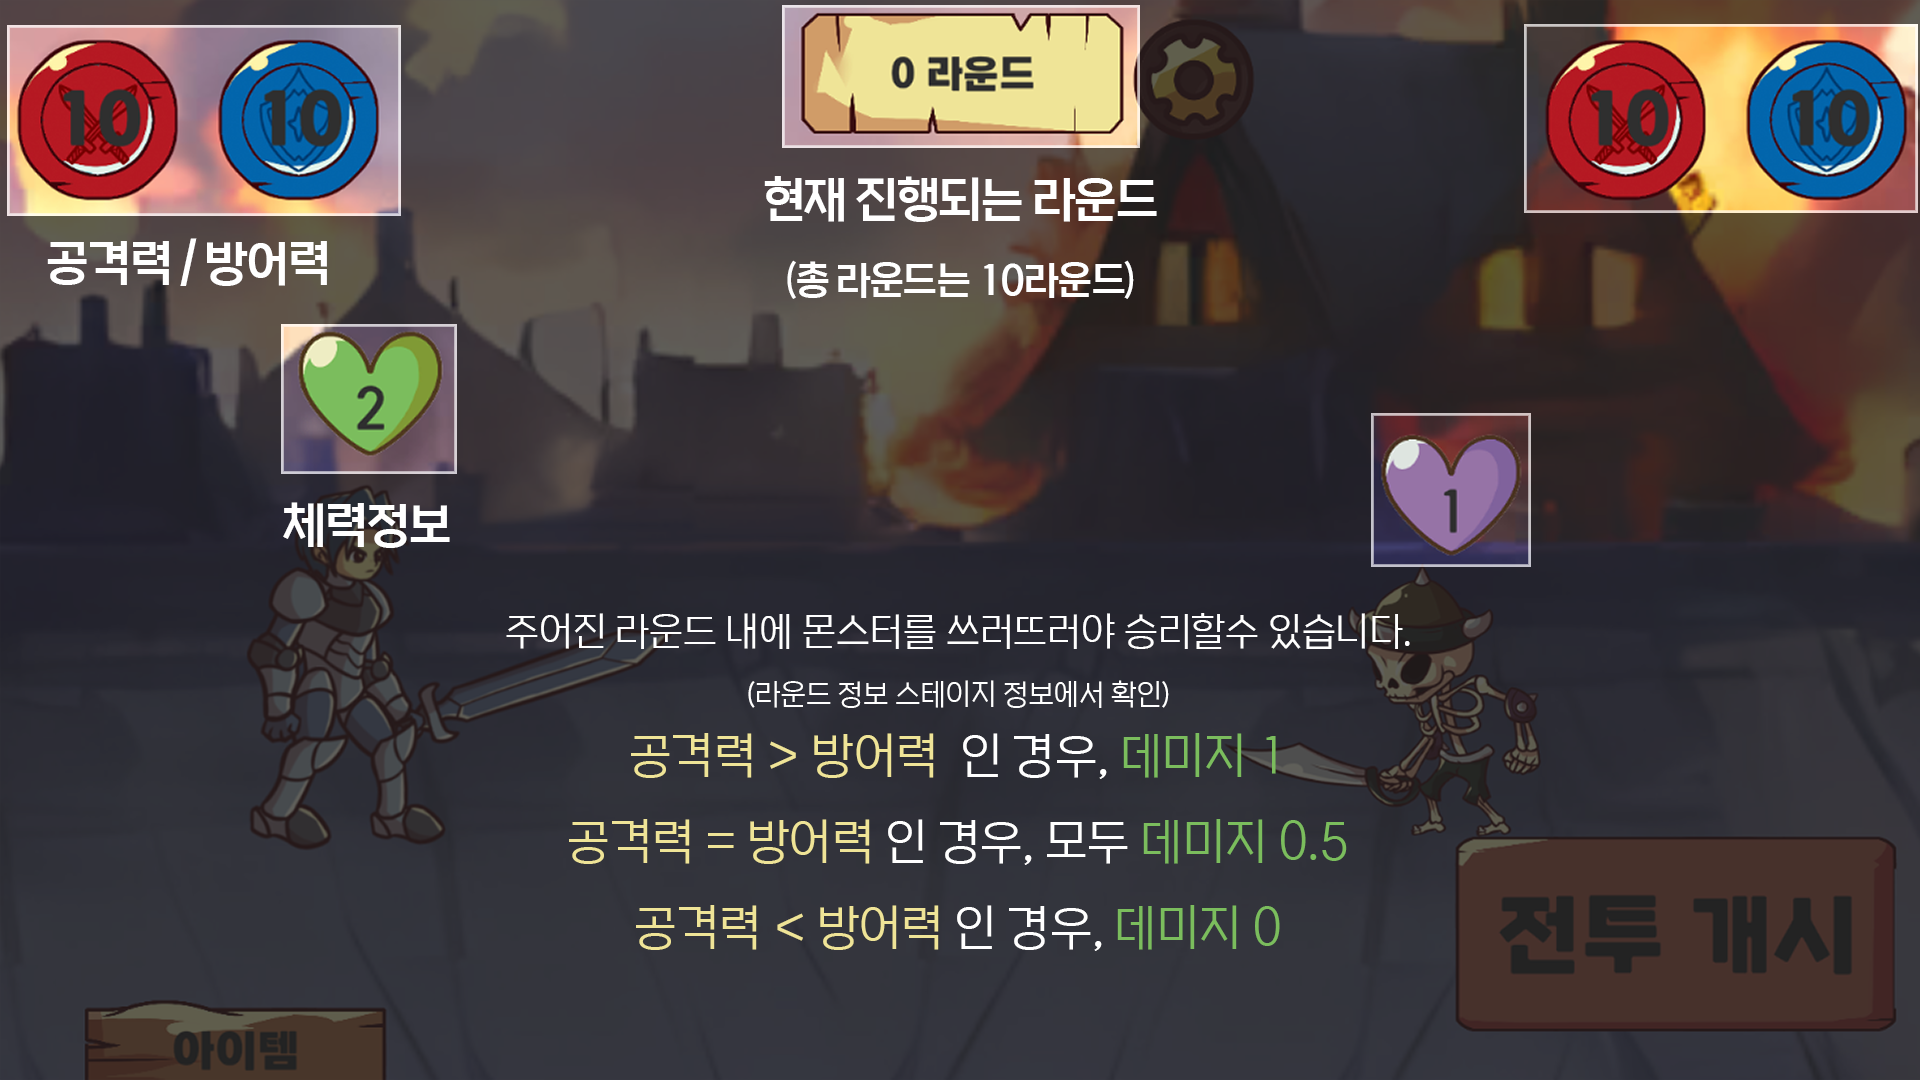 10 10
0 라운드
10 10
현재 진행되는 라운드
공격력 / 방어력
(총 라운드는 10라운드)
2
1
체력정보
주어진 라운드 내에 몬스터를 쓰러뜨러야 승리할수 있습니다.
(라운드 정보 스테이지 정보에서 확인)
공격력 > 방어력 인 경우, 데미지 1
공격력 = 방어력 인 경우, 모두 데미지 0.5
공격력 < 방어력 인 경우, 데미지 0
전투 개시
아이템